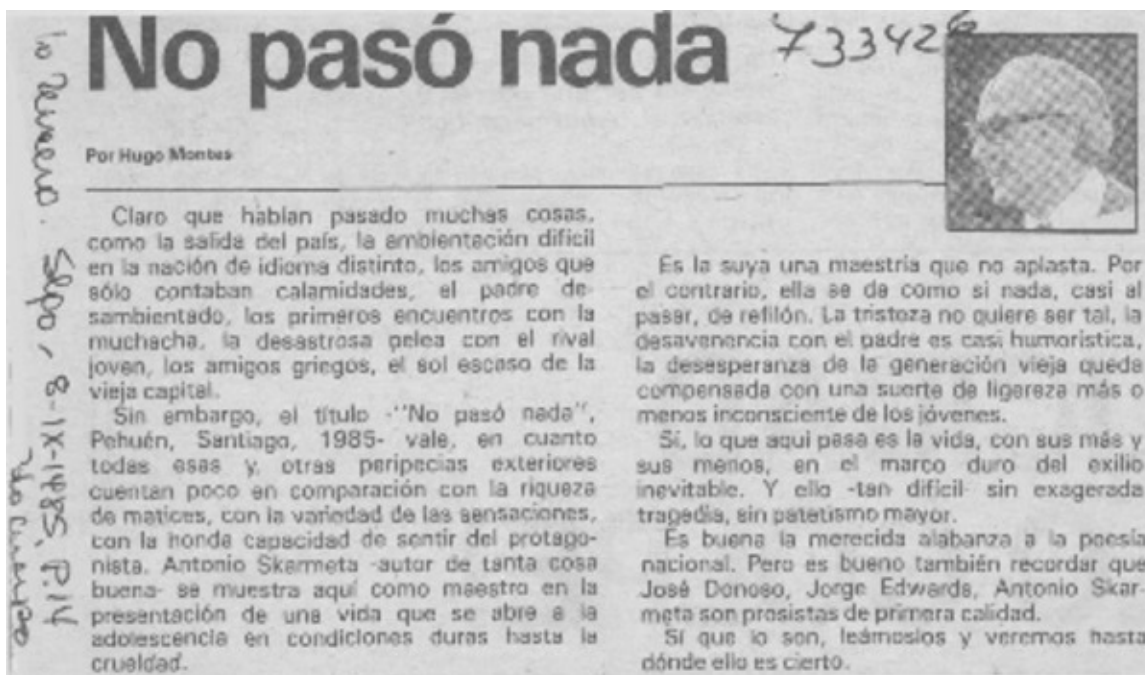 No pasó nada
733426
Por Hugo Montes
Claro que habían pasado muchas cosas,
como la salida del país, la ambientación difícil
en la nación de idioma distinto, los amigos que
sólo contaban calamidades, el padre de-
sambientado, los primeros encuentros con la
muchacha, la desastrosa pelea con el rival
joven, los amigos griegos, el sol escaso de la
vieja capital.
Sin embargo, el título -"No pasó nada",
Pehuén, Santiago, 1985- vale, en cuanto
todas esas y otras peripecias exteriores
cuentan poco en comparación con la riqueza
de matices, con la variedad de las sensaciones,
con la honda capacidad de sentir del protago-
nista. Antonio Skarmeta -autor de tanta cosa
buena- se muestra aquí como maestro en la
presentación de una vida que se abre a la
adolescencia en condiciones duras hasta la
crueldad.
Es la suya una maestría que no aplasta. Por
el contrario, ella se da como si nada, casi al
pasar, de refilón. La tristeza no quiere ser tal, la
desavenencia con el padre es casi humorística,
la desesperanza de la generación vieja queda
compensada con una suerte de ligereza más o
menos inconsciente de los jóvenes.
Sí, lo que aquí pasa es la vida, con sus más y
sus menos, en el marco duro del exilio
inevitable. Y ello -tan difícil- sin exagerada
tragedia, sin patetismo mayor.
Es buena la merecida alabanza a la poesía
nacional. Pero es bueno también recordar que
José Donoso, Jorge Edwards, Antonio Skar-
meta son prosistas de primera calidad.
Sí que lo son, leámoslos y veremos hasta
dónde ello es cierto.
Stgo, 8-IX-1985, P.14